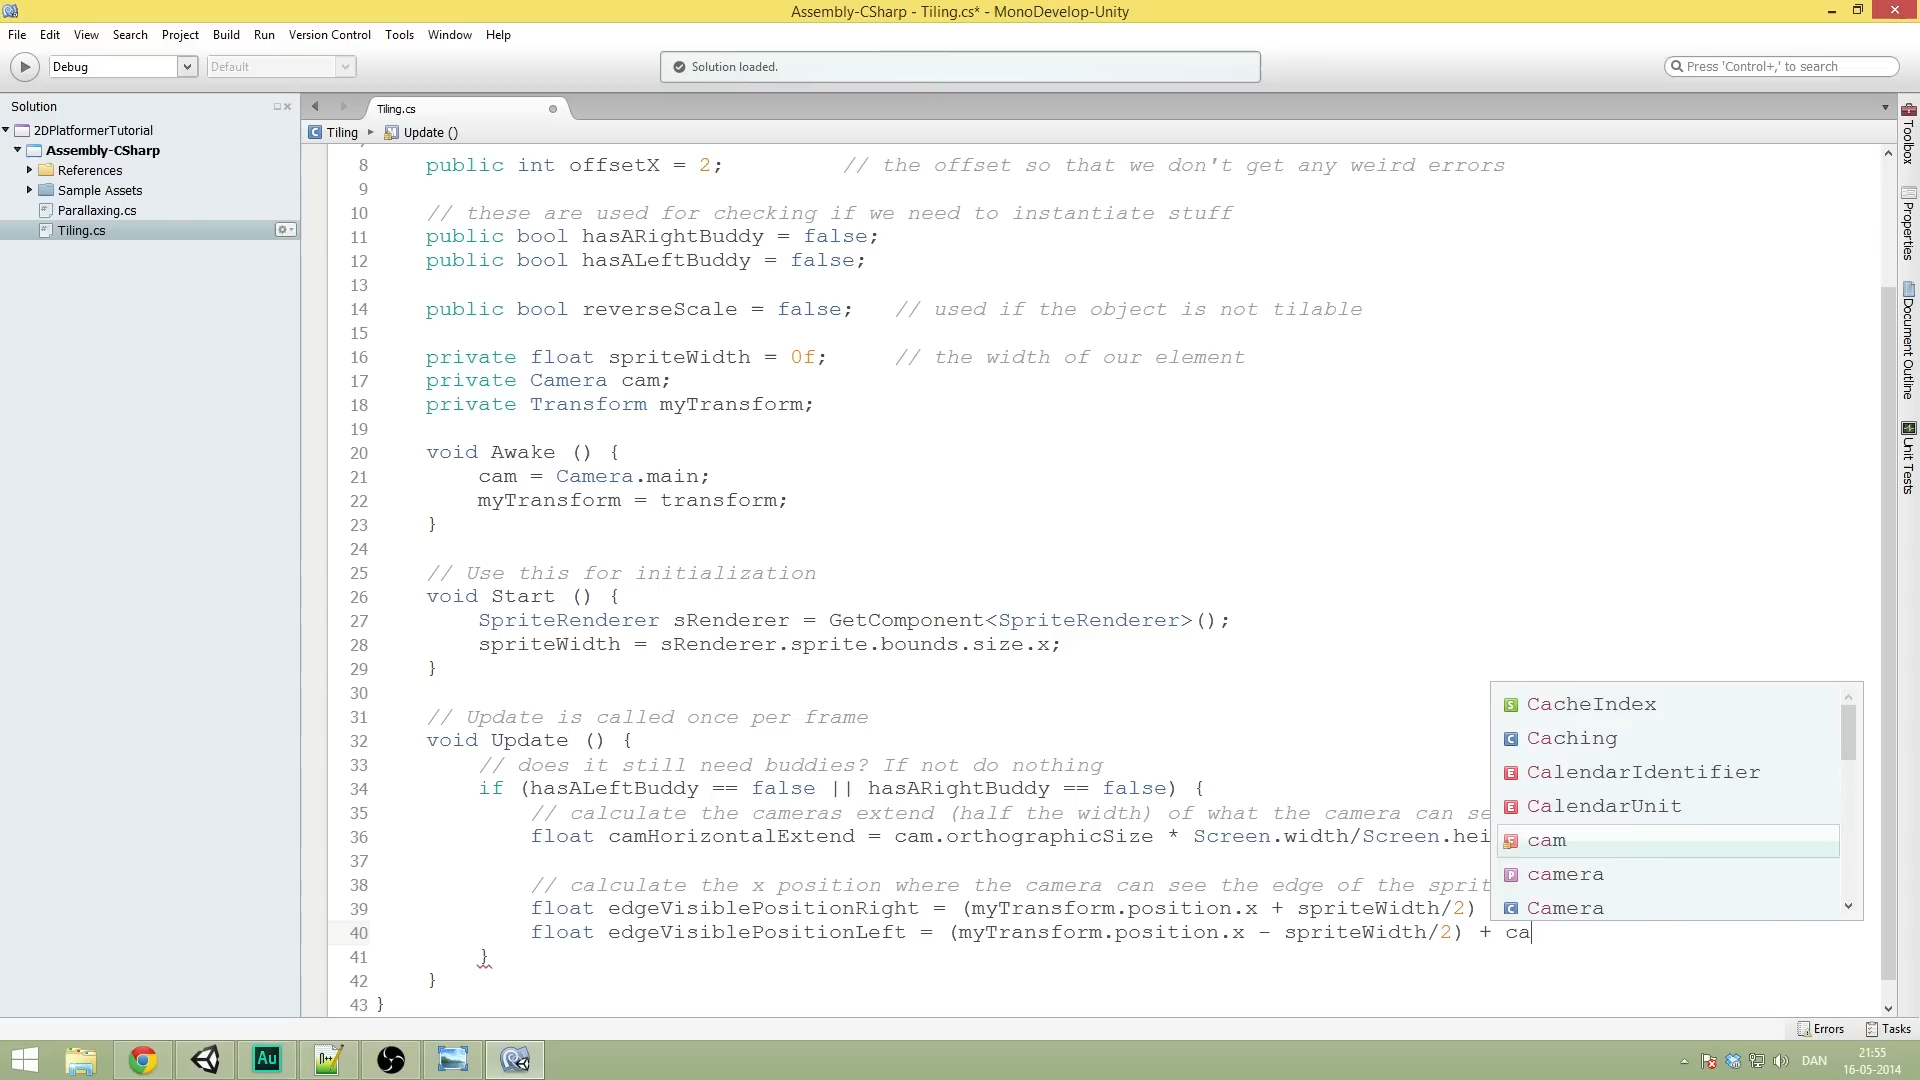 Assembly-CSharp - Tiling.cs* - MonoDevelop-Unity
File Edit View Search Project Build Run Version Control Tools Window Help
Debug
Default
Solution loaded.
Press 'Control+,' to search
Solution
2DPlatformerTutorial
Assembly-CSharp
References
Sample Assets
Parallaxing.cs
Tiling.cs
Tiling.cs
Tiling Update ()
8 public int offsetX = 2; // the offset so that we don't get any weird errors
9
10 // these are used for checking if we need to instantiate stuff
11 public bool hasARightBuddy = false;
12 public bool hasALeftBuddy = false;
13
14 public bool reverseScale = false; // used if the object is not tilable
15
16 private float spriteWidth = 0f; // the width of our element
17 private Camera cam;
18 private Transform myTransform;
19
20 void Awake () {
21 cam = Camera.main;
22 myTransform = transform;
23 }
24
25 // Use this for initialization
26 void Start () {
27 SpriteRenderer sRenderer = GetComponent<SpriteRenderer>();
28 spriteWidth = sRenderer.sprite.bounds.size.x;
29 }
30
31 // Update is called once per frame
32 void Update () {
33 // does it still need buddies? If not do nothing
34 if (hasALeftBuddy == false || hasARightBuddy == false) {
35 // calculate the cameras extend (half the width) of what the camera can se
36 float camHorizontalExtend = cam.orthographicSize * Screen.width/Screen.hei
37
38 // calculate the x position where the camera can see the edge of the sprit
39 float edgeVisiblePositionRight = (myTransform.position.x + spriteWidth/2)
40 float edgeVisiblePositionLeft = (myTransform.position.x - spriteWidth/2) + ca
41 }
42 }
43 }
CacheIndex
Caching
CalendarIdentifier
CalendarUnit
cam
camera
Camera
Toolbox
Properties
Document Outline
Unit Tests
Errors
Tasks
Au
DAN
21:55
16-05-2014